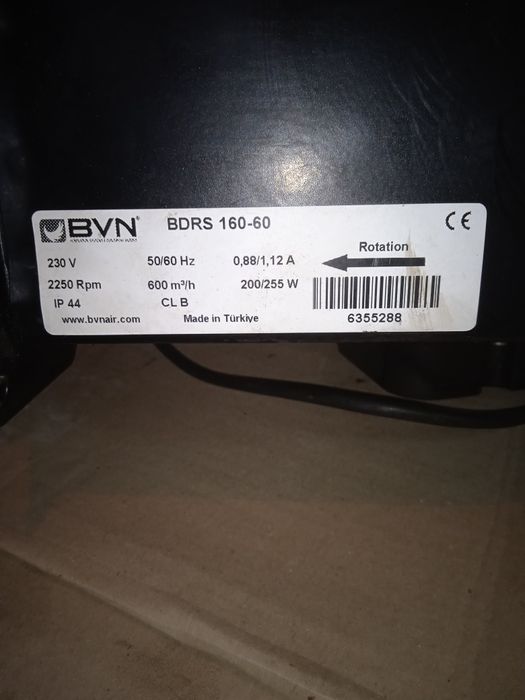 BVN® BDRS 160-60 CE
230 V 50/60 Hz 0,88/1,12 A Rotation
2250 Rpm 600 m³/h 200/255 W
IP 44 CL B
www.bvnair.com Made in Türkiye 6355288